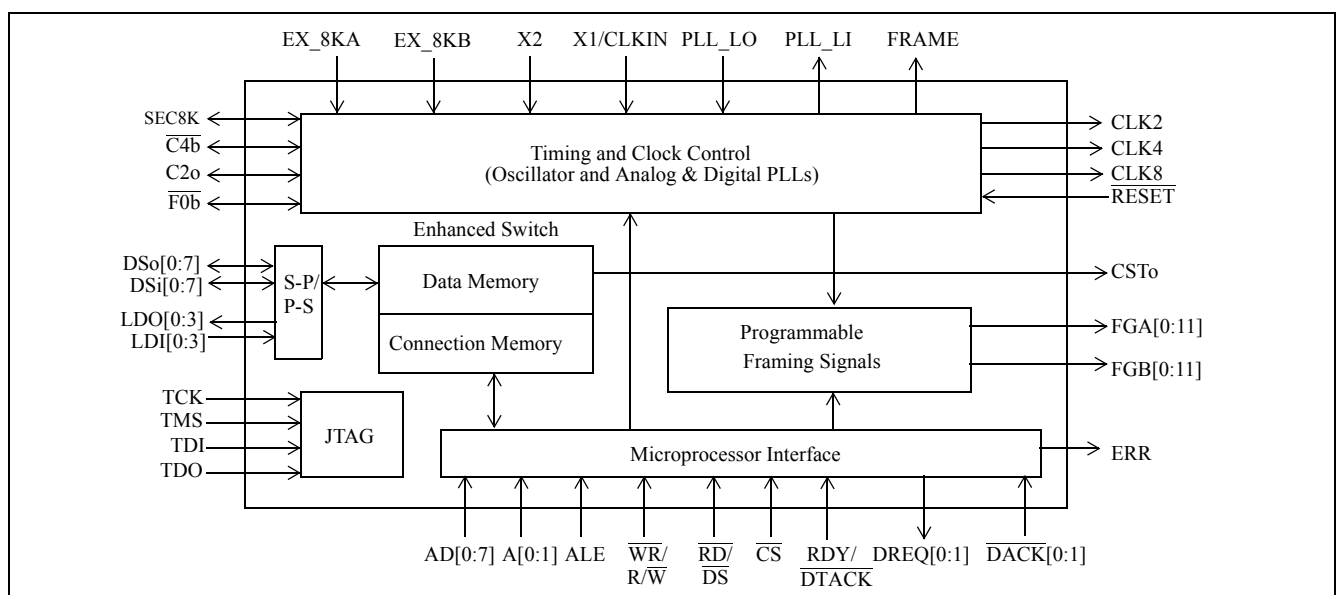 EX_8KA EX_8KB X2 X1/CLKIN PLL_LO PLL_LI FRAME
SEC8K
C4b
C2o
F0b
Timing and Clock Control
(Oscillator and Analog & Digital PLLs)
CLK2
CLK4
CLK8
RESET
Enhanced Switch
DSo[0:7]
DSi[0:7]
LDO[0:3]
LDI[0:3]
S-P/
P-S
Data Memory
Connection Memory
CSTo
Programmable
Framing Signals
FGA[0:11]
FGB[0:11]
TCK
TMS
TDI
TDO
JTAG
Microprocessor Interface
ERR
AD[0:7] A[0:1] ALE WR/ RD/ CS RDY/ DREQ[0:1] DACK[0:1]
R/W DS DTACK